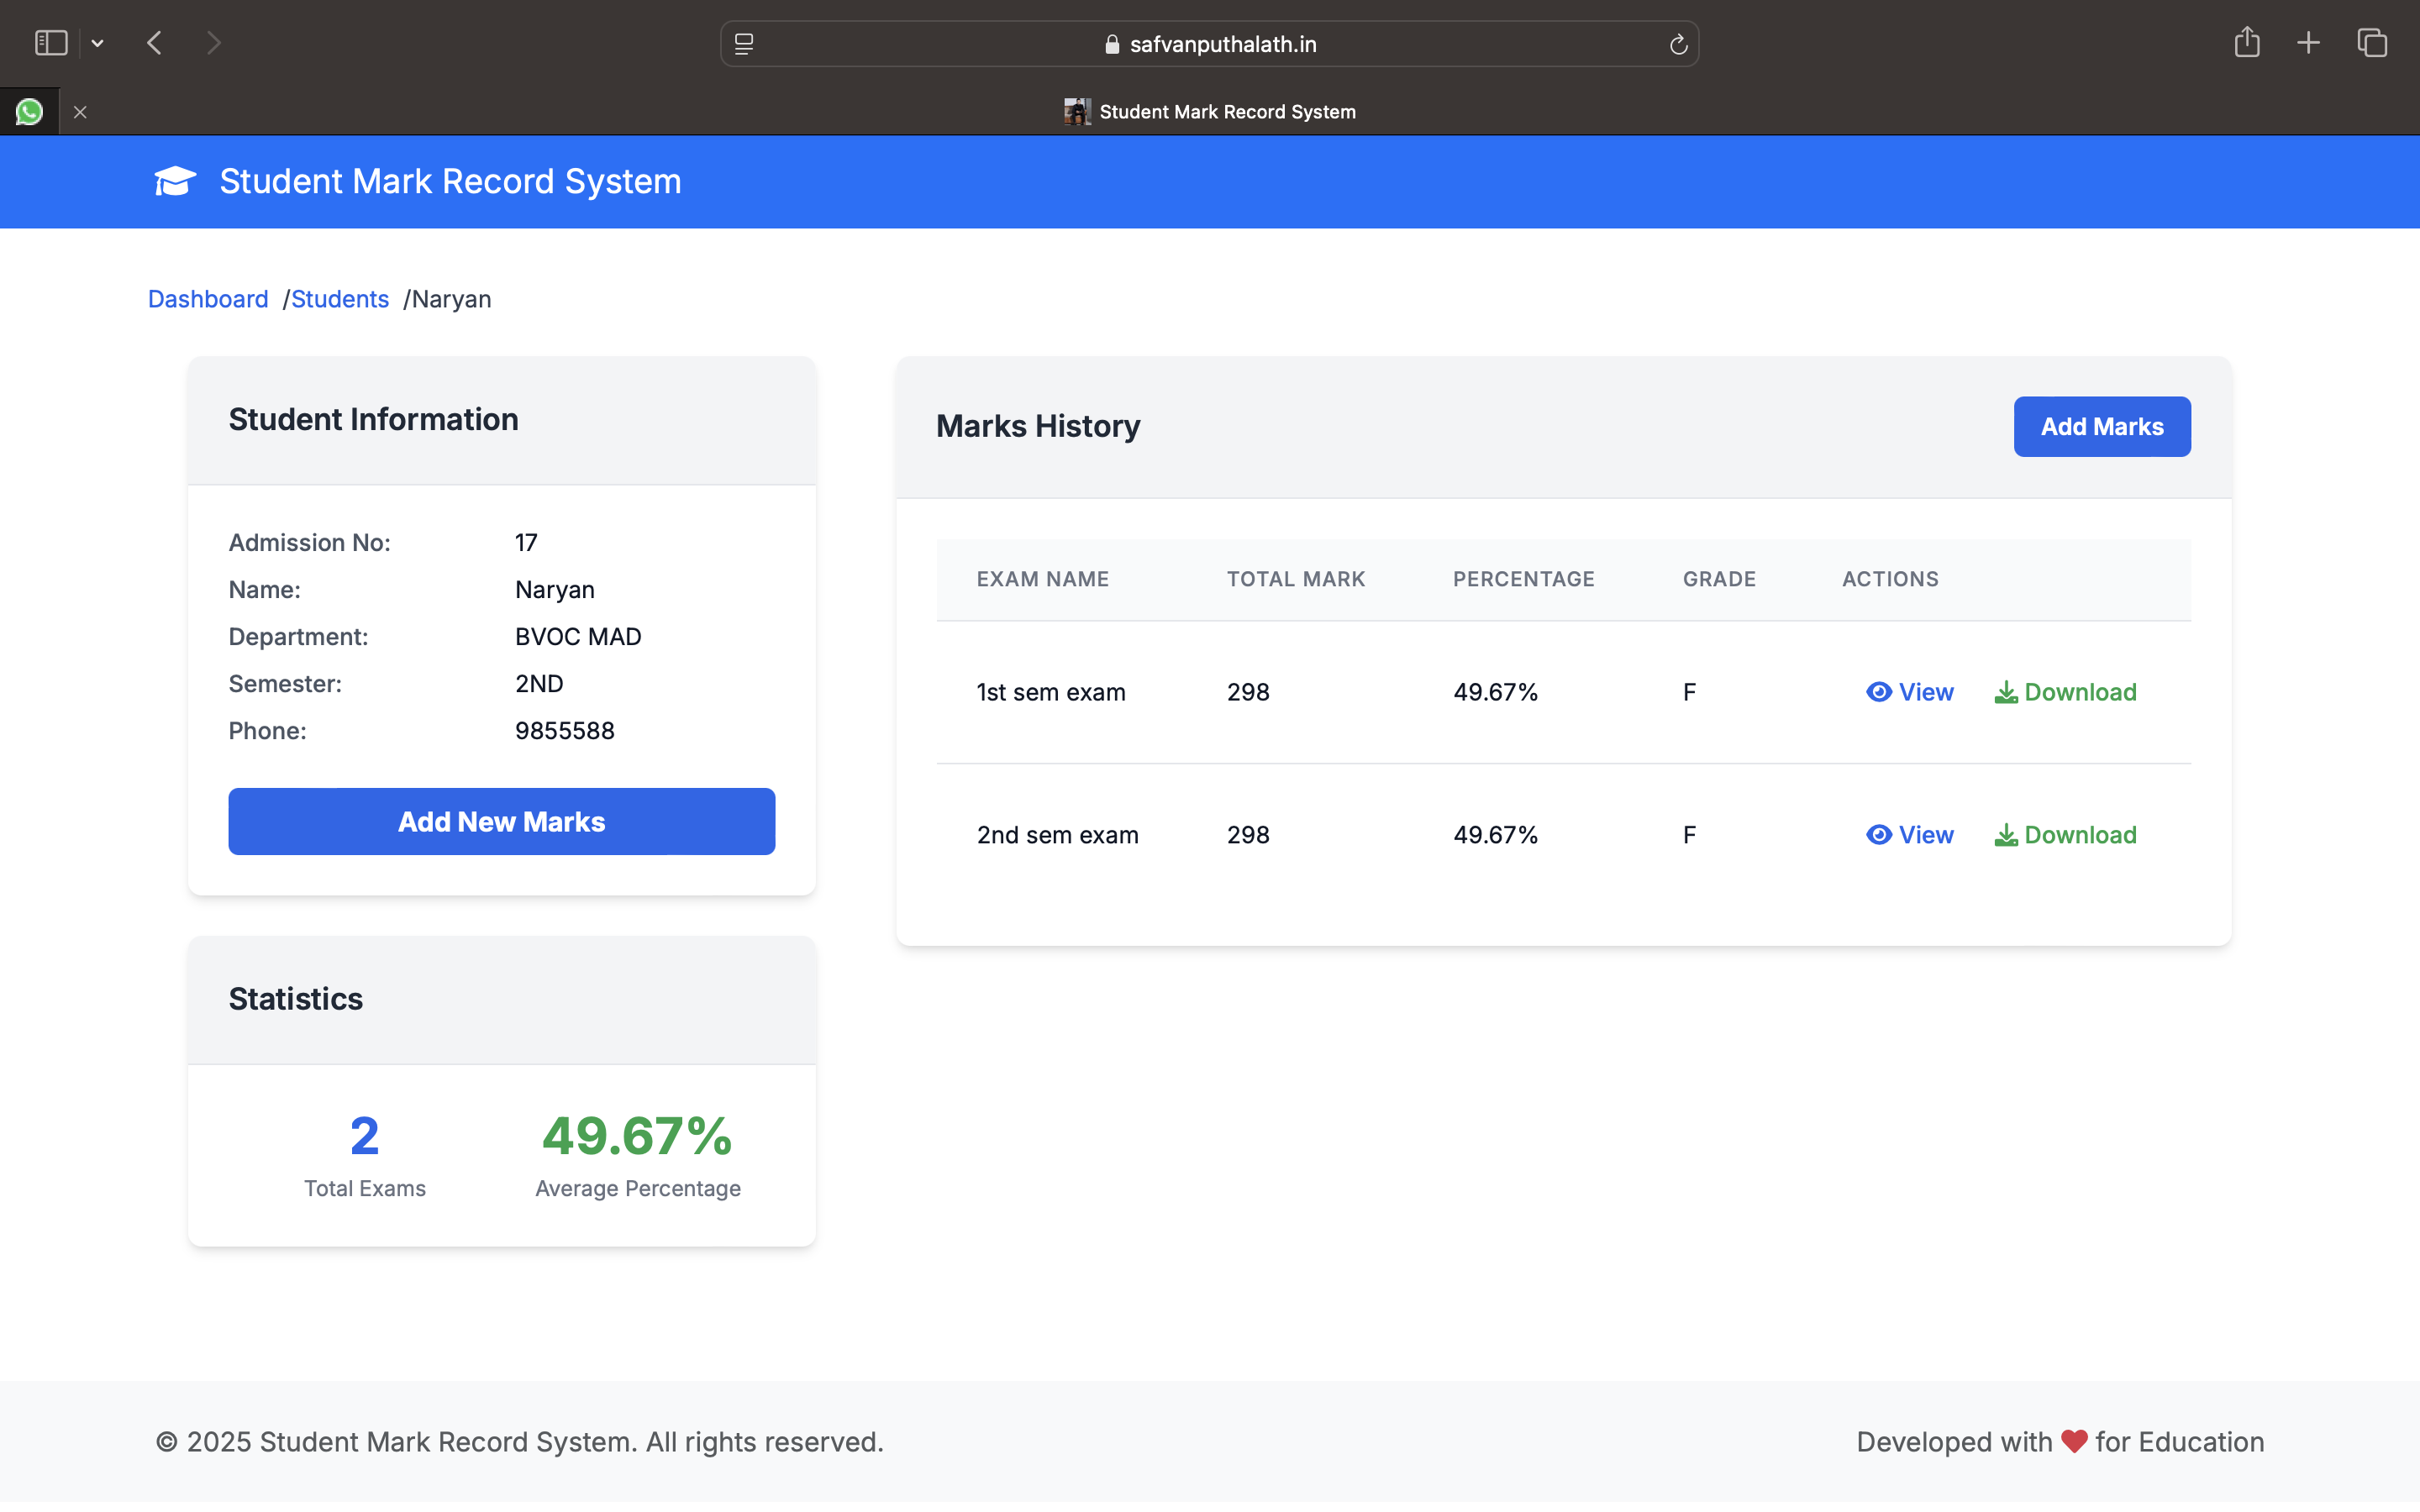 safvanputhalath.in
Student Mark Record System
Student Mark Record System
Dashboard /Students /Naryan
Student Information
Admission No: 17
Name: Naryan
Department: BVOC MAD
Semester: 2ND
Phone: 9855588
Add New Marks
Statistics
2 49.67%
Total Exams Average Percentage
Marks History Add Marks
EXAM NAME TOTAL MARK PERCENTAGE GRADE ACTIONS
1st sem exam 298 49.67% F View Download
2nd sem exam 298 49.67% F View Download
© 2025 Student Mark Record System. All rights reserved. Developed with ❤ for Education